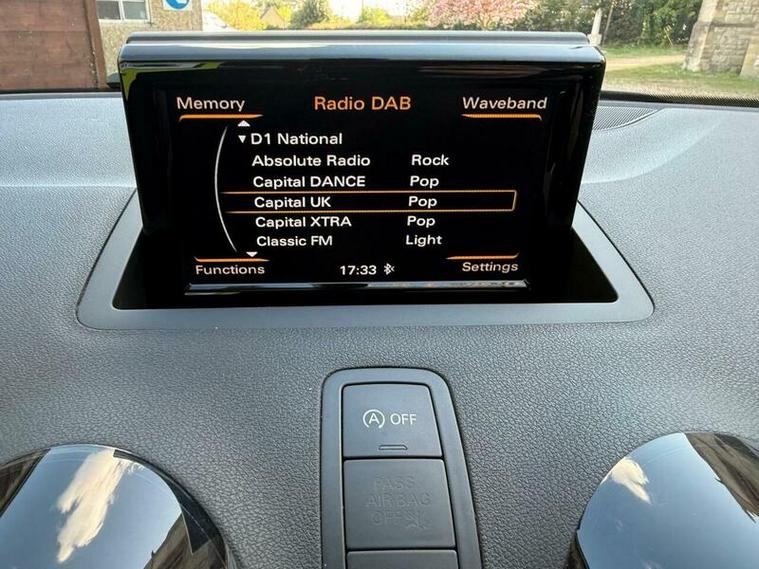 Memory Radio DAB Waveband
D1 National
Absolute Radio Rock
Capital DANCE Pop
Capital UK Pop
Capital XTRA Pop
Classic FM Light
Functions 17:33 Settings
A OFF
PASS
AIR BAG
OFF